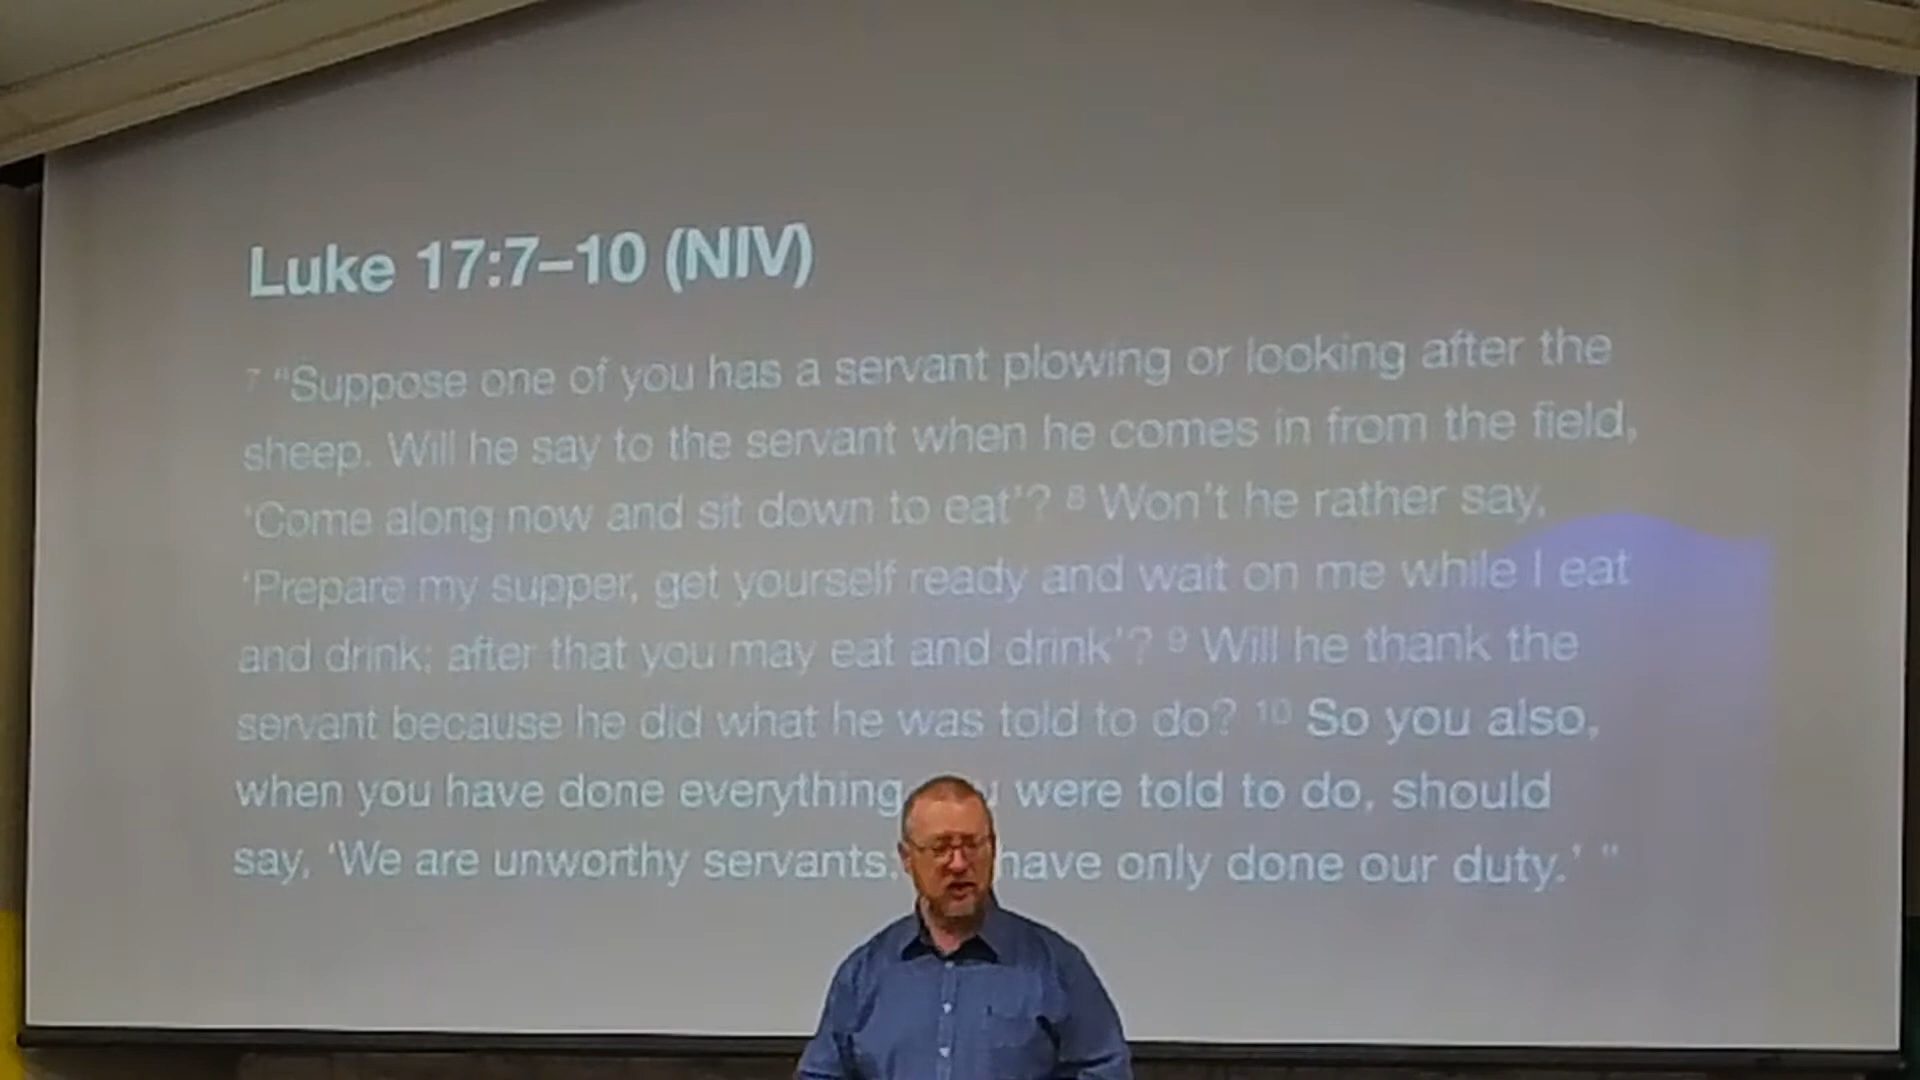 Luke 17:7–10 (NIV)
7 “Suppose one of you has a servant plowing or looking after the
sheep. Will he say to the servant when he comes in from the field,
‘Come along now and sit down to eat’? 8 Won’t he rather say,
‘Prepare my supper, get yourself ready and wait on me while I eat
and drink; after that you may eat and drink’? 9 Will he thank the
servant because he did what he was told to do? 10 So you also,
when you have done everything were told to do, should
say, ‘We are unworthy servants; have only done our duty.’ ”